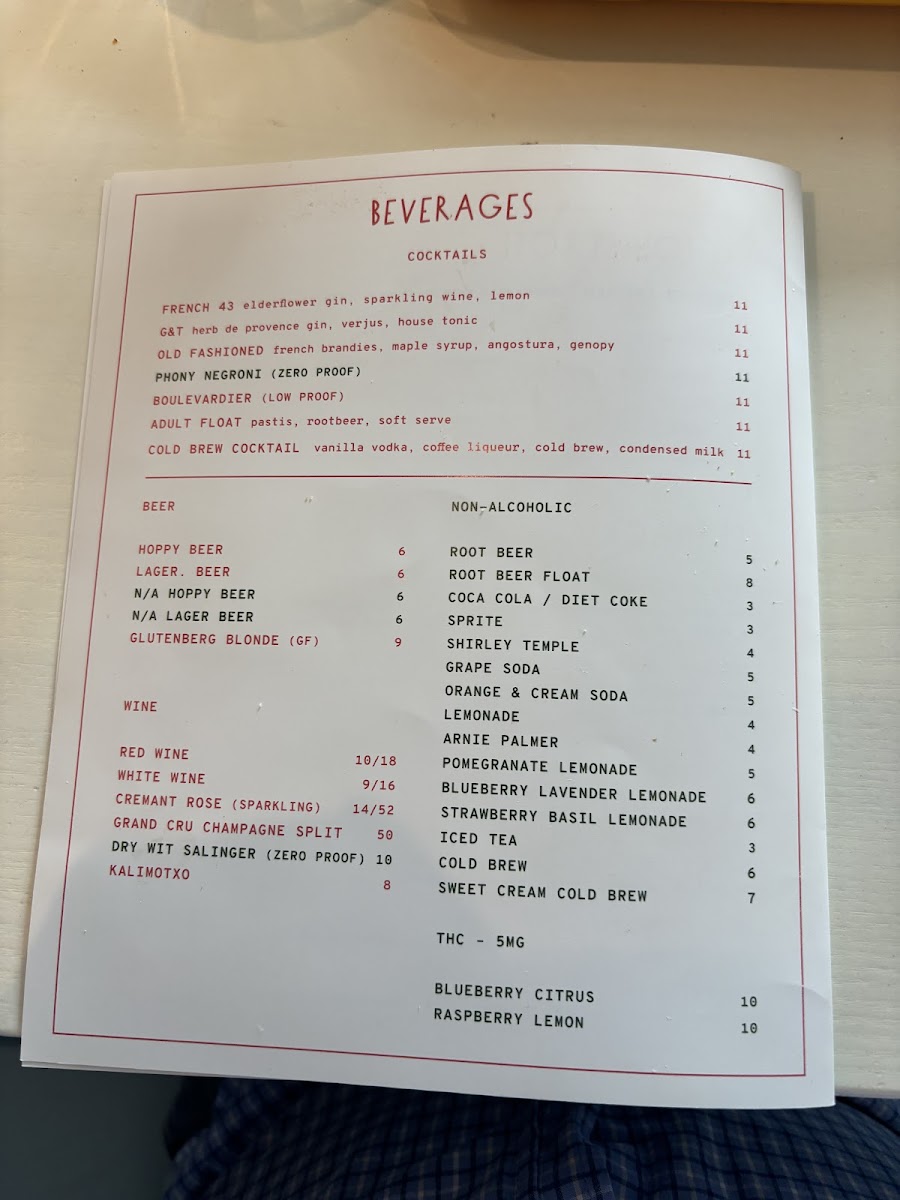 BEVERAGES
COCKTAILS
FRENCH 43 elderflower gin, sparkling wine, lemon 11
G&T herb de provence gin, verjus, house tonic 11
OLD FASHIONED french brandies, maple syrup, angostura, genopy 11
PHONY NEGRONI (ZERO PROOF) 11
BOULEVARDIER (LOW PROOF) 11
ADULT FLOAT pastis, rootbeer, soft serve 11
COLD BREW COCKTAIL vanilla vodka, coffee liqueur, cold brew, condensed milk 11
BEER
HOPPY BEER 6
LAGER. BEER 6
N/A HOPPY BEER 6
N/A LAGER BEER 6
GLUTENBERG BLONDE (GF) 9
WINE
RED WINE 10/18
WHITE WINE 9/16
CREMANT ROSE (SPARKLING) 14/52
GRAND CRU CHAMPAGNE SPLIT 50
DRY WIT SALINGER (ZERO PROOF) 10
KALIMOTXO 8
NON-ALCOHOLIC
ROOT BEER 5
ROOT BEER FLOAT 8
COCA COLA / DIET COKE 3
SPRITE 3
SHIRLEY TEMPLE 4
GRAPE SODA 5
ORANGE & CREAM SODA 5
LEMONADE 4
ARNIE PALMER 4
POMEGRANATE LEMONADE 5
BLUEBERRY LAVENDER LEMONADE 6
STRAWBERRY BASIL LEMONADE 6
ICED TEA 3
COLD BREW 6
SWEET CREAM COLD BREW 7
THC - 5MG
BLUEBERRY CITRUS 10
RASPBERRY LEMON 10